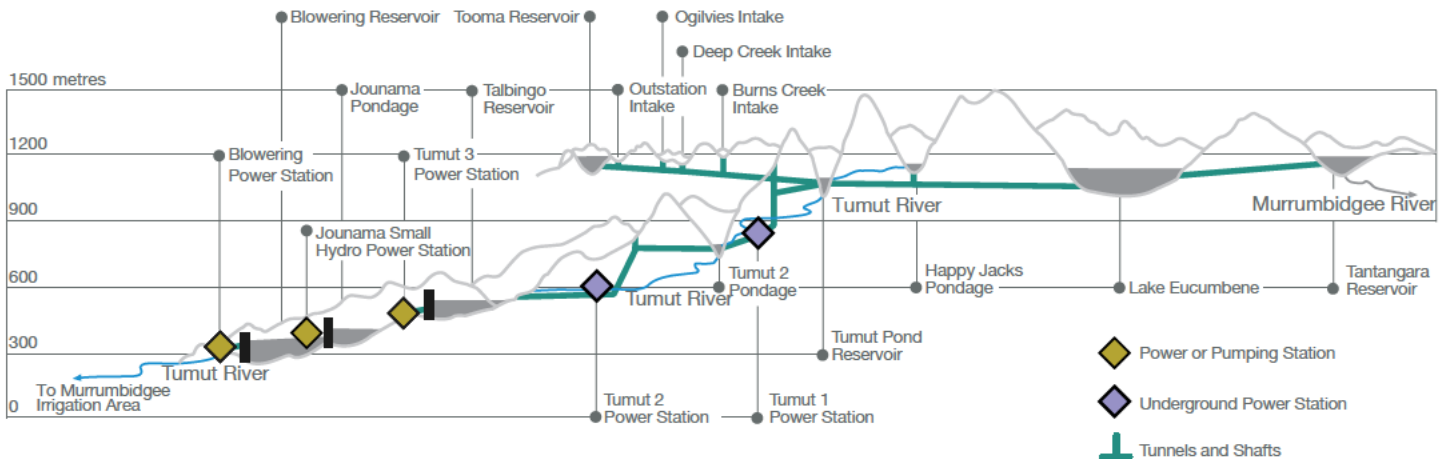 Blowering Reservoir
Tooma Reservoir
Ogilvies Intake
Deep Creek Intake
1500 metres
Jounama
Pondage
Talbingo
Reservoir
Outstation
Intake
Burns Creek
Intake
1200
Blowering
Power Station
Tumut 3
Power Station
900
Tumut River
Murrumbidgee River
Jounama Small
Hydro Power Station
600
Tumut River
Tumut 2
Pondage
Happy Jacks
Pondage
Lake Eucumbene
Tantangara
Reservoir
300
Tumut River
Tumut Pond
Reservoir
Power or Pumping Station
To Murrumbidgee
Irrigation Area
0
Tumut 2
Power Station
Tumut 1
Power Station
Underground Power Station
Tunnels and Shafts